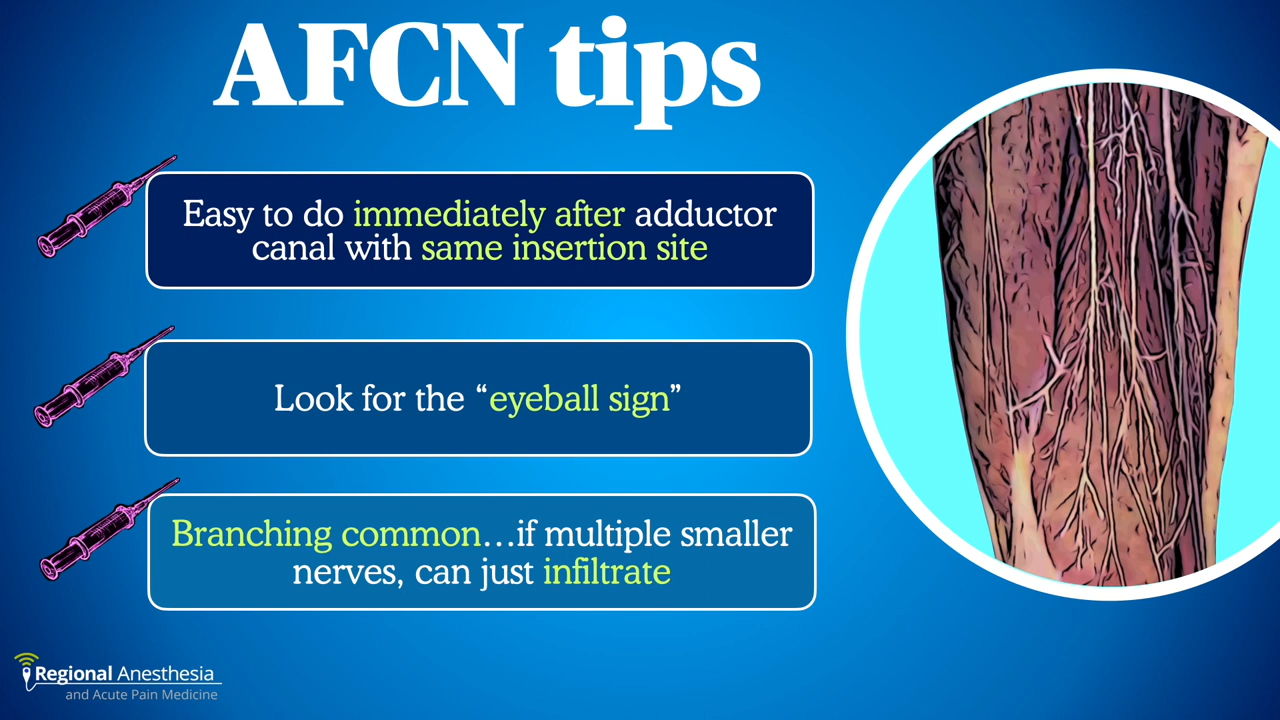 AFCN tips
Easy to do immediately after adductor
canal with same insertion site
Look for the “eyeball sign”
Branching common…if multiple smaller
nerves, can just infiltrate
Regional Anesthesia
and Acute Pain Medicine